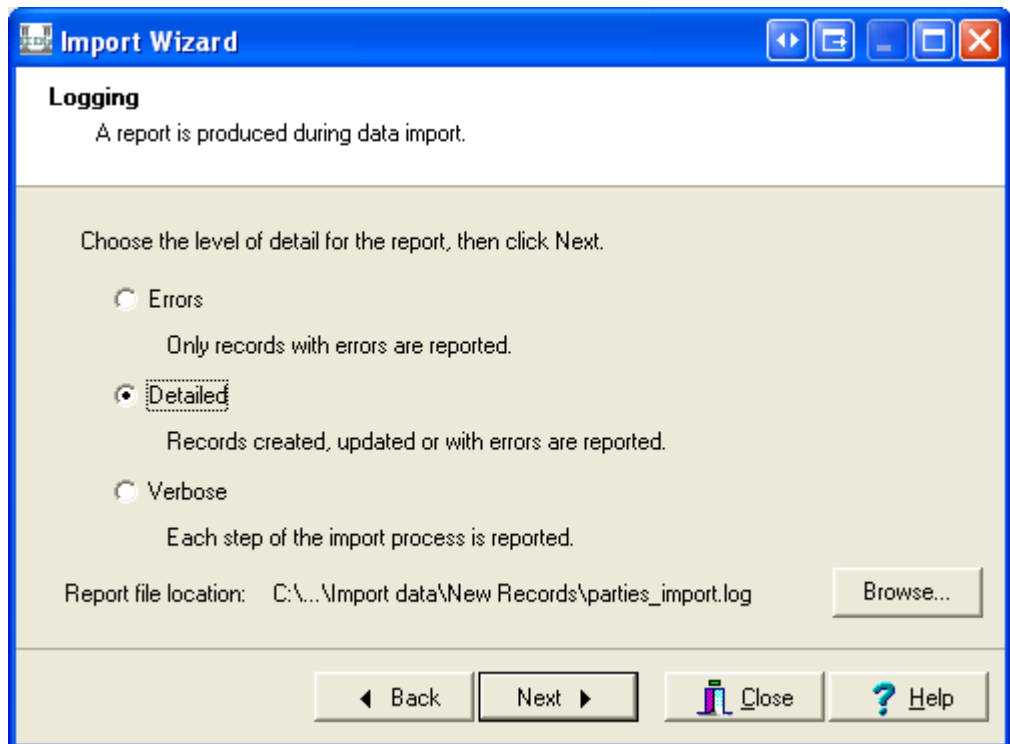 Import Wizard
Logging
A report is produced during data import.
Choose the level of detail for the report, then click Next.
Errors
Only records with errors are reported.
Detailed
Records created, updated or with errors are reported.
Verbose
Each step of the import process is reported.
Report file location: C:\...\Import data\New Records\parties_import.log Browse...
Back Next Close Help